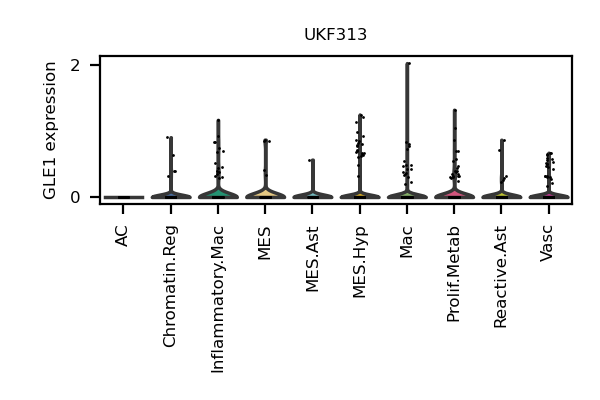 UKF313
GLE1 expression
2
0
AC
Chromatin.Reg
Inflammatory.Mac
MES
MES.Ast
MES.Hyp
Mac
Prolif.Metab
Reactive.Ast
Vasc